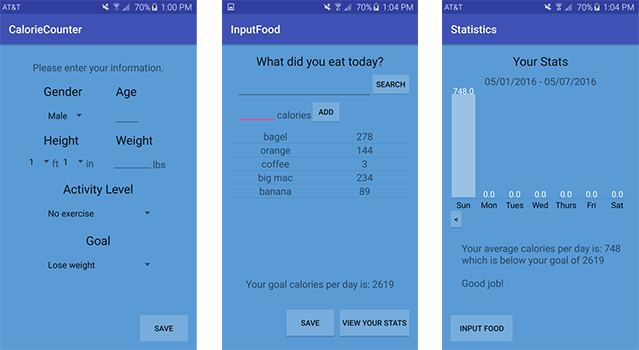 AT&T 70% 1:00 PM
CalorieCounter
Please enter your information.
Gender Age
Male
Height Weight
1 ft 1 in lbs
Activity Level
No exercise
Goal
Lose weight
SAVE
AT&T 70% 1:04 PM
InputFood
What did you eat today?
SEARCH
calories ADD
bagel 278
orange 144
coffee 3
big mac 234
banana 89
Your goal calories per day is: 2619
SAVE VIEW YOUR STATS
AT&T 70% 1:04 PM
Statistics
Your Stats
05/01/2016 - 05/07/2016
748.0
0.0 0.0 0.0 0.0 0.0 0.0
Sun Mon Tues Wed Thurs Fri Sat
<
Your average calories per day is: 748
which is below your goal of 2619
Good job!
INPUT FOOD